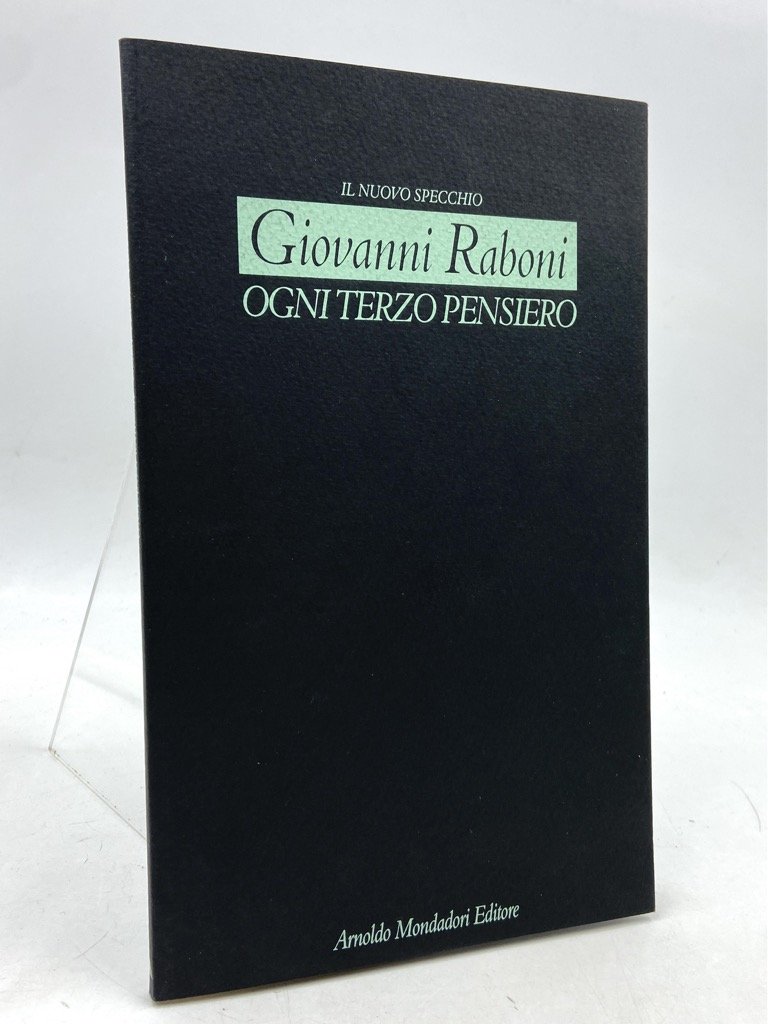 IL NUOVO SPECCHIO
Giovanni Raboni
OGNI TERZO PENSIERO
Arnoldo Mondadori Editore